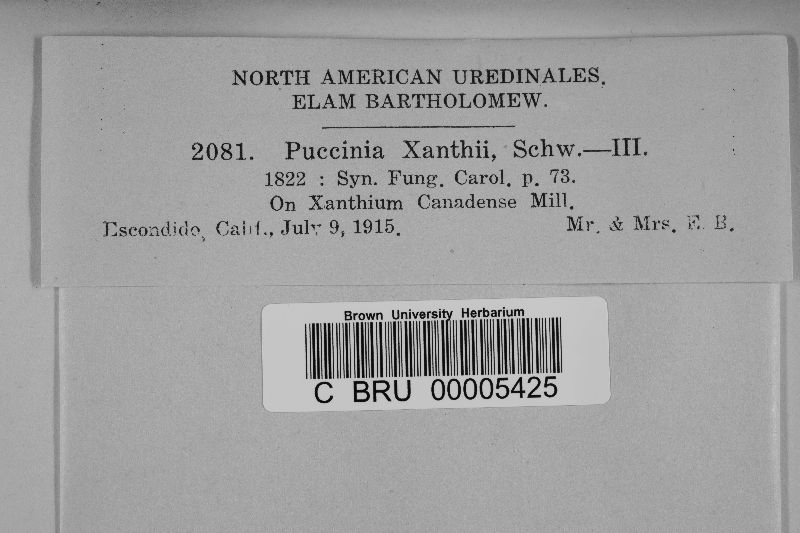 NORTH AMERICAN UREDINALES.
ELAM BARTHOLOMEW.
2081. Puccinia Xanthii, Schw.—III.
1822 : Syn. Fung. Carol. p. 73.
On Xanthium Canadense Mill.
Escondido, Calif., July 9, 1915. Mr. & Mrs. E. B.
Brown University Herbarium
C BRU 00005425